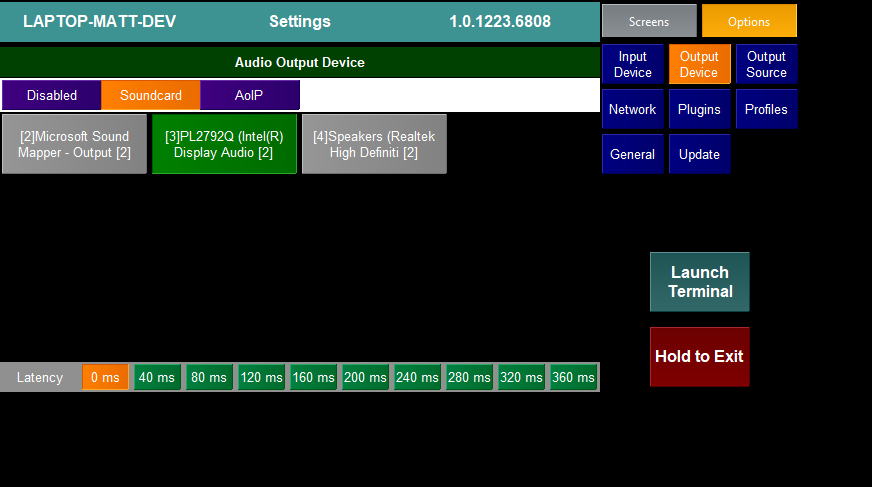 LAPTOP-MATT-DEV Settings 1.0.1223.6808
Audio Output Device
Disabled Soundcard AoIP
[2]Microsoft Sound
Mapper - Output [2]
[3]PL2792Q (Intel(R)
Display Audio [2]
[4]Speakers (Realtek
High Definiti [2]
Latency 0 ms 40 ms 80 ms 120 ms 160 ms 200 ms 240 ms 280 ms 320 ms 360 ms
Screens Options
Input
Device
Output
Device
Output
Source
Network Plugins Profiles
General Update
Launch
Terminal
Hold to Exit